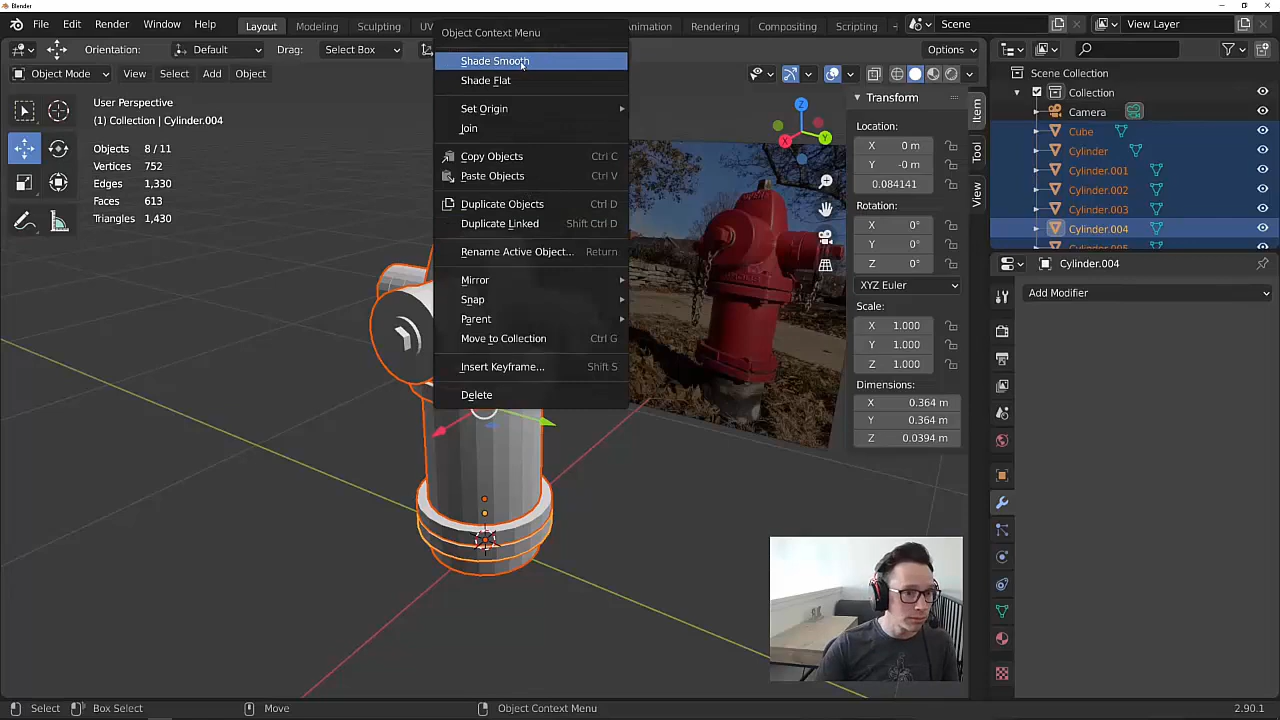 Blender
File Edit Render Window Help Layout Modeling Sculpting UV Animation Rendering Compositing Scripting Scene View Layer
Orientation: Default Drag: Select Box Options
Object Mode View Select Add Object
User Perspective
(1) Collection | Cylinder.004
Objects 8 / 11
Vertices 752
Edges 1,330
Faces 613
Triangles 1,430
Object Context Menu
Shade Smooth
Shade Flat
Set Origin
Join
Copy Objects Ctrl C
Paste Objects Ctrl V
Duplicate Objects Ctrl D
Duplicate Linked Shift Ctrl D
Rename Active Object... Return
Mirror
Snap
Parent
Move to Collection Ctrl G
Insert Keyframe... Shift S
Delete
Z
X
Y
Transform
Location:
X 0 m
Y -0 m
0.084141
Rotation:
X 0°
Y 0°
Z 0°
XYZ Euler
Scale:
X 1.000
Y 1.000
Z 1.000
Dimensions:
X 0.364 m
Y 0.364 m
Z 0.0394 m
Item
Tool
View
Scene Collection
Collection
Camera
Cube
Cylinder
Cylinder.001
Cylinder.002
Cylinder.003
Cylinder.004
Cylinder.005
Cylinder.004
Add Modifier
Select Box Select Move Object Context Menu 2.90.1